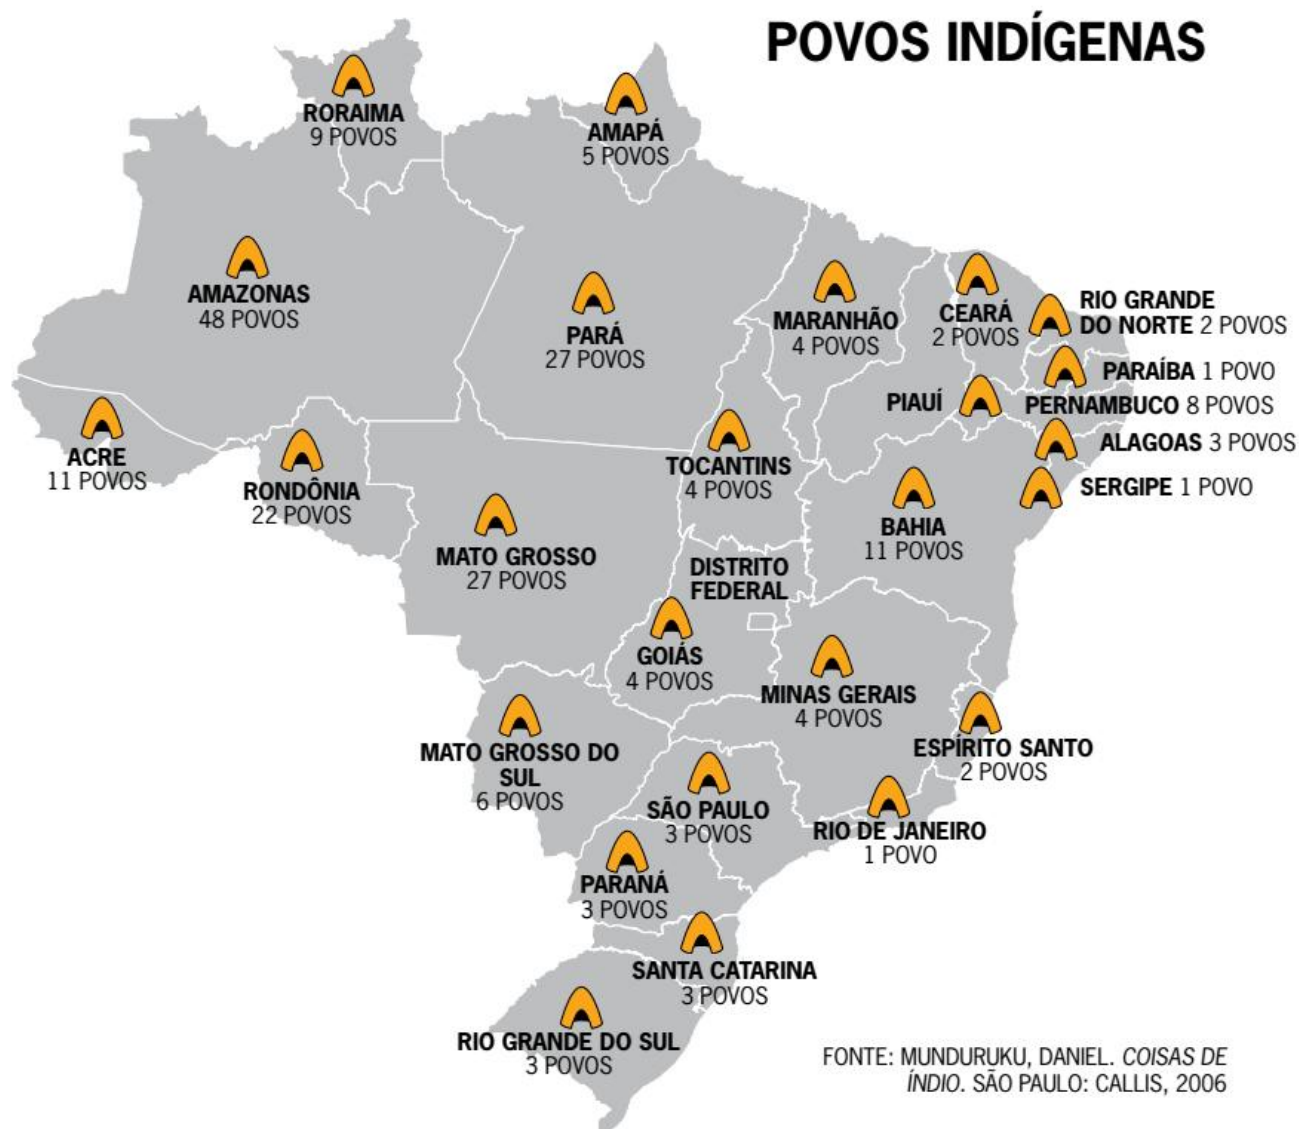 POVOS INDÍGENAS
RORAIMA
9 POVOS
AMAPÁ
5 POVOS
AMAZONAS
48 POVOS
PARÁ
27 POVOS
MARANHÃO
4 POVOS
CEARÁ
2 POVOS
RIO GRANDE
DO NORTE 2 POVOS
PARAÍBA 1 POVO
PIAUÍ
PERNAMBUCO 8 POVOS
ALAGOAS 3 POVOS
SERGIPE 1 POVO
ACRE
11 POVOS
RONDÔNIA
22 POVOS
TOCANTINS
4 POVOS
MATO GROSSO
27 POVOS
BAHIA
11 POVOS
DISTRITO
FEDERAL
GOIÁS
4 POVOS
MINAS GERAIS
4 POVOS
MATO GROSSO DO
SUL
6 POVOS
ESPÍRITO SANTO
2 POVOS
SÃO PAULO
3 POVOS
RIO DE JANEIRO
1 POVO
PARANÁ
3 POVOS
SANTA CATARINA
3 POVOS
RIO GRANDE DO SUL
3 POVOS
FONTE: MUNDURUKU, DANIEL. COISAS DE
ÍNDIO. SÃO PAULO: CALLIS, 2006